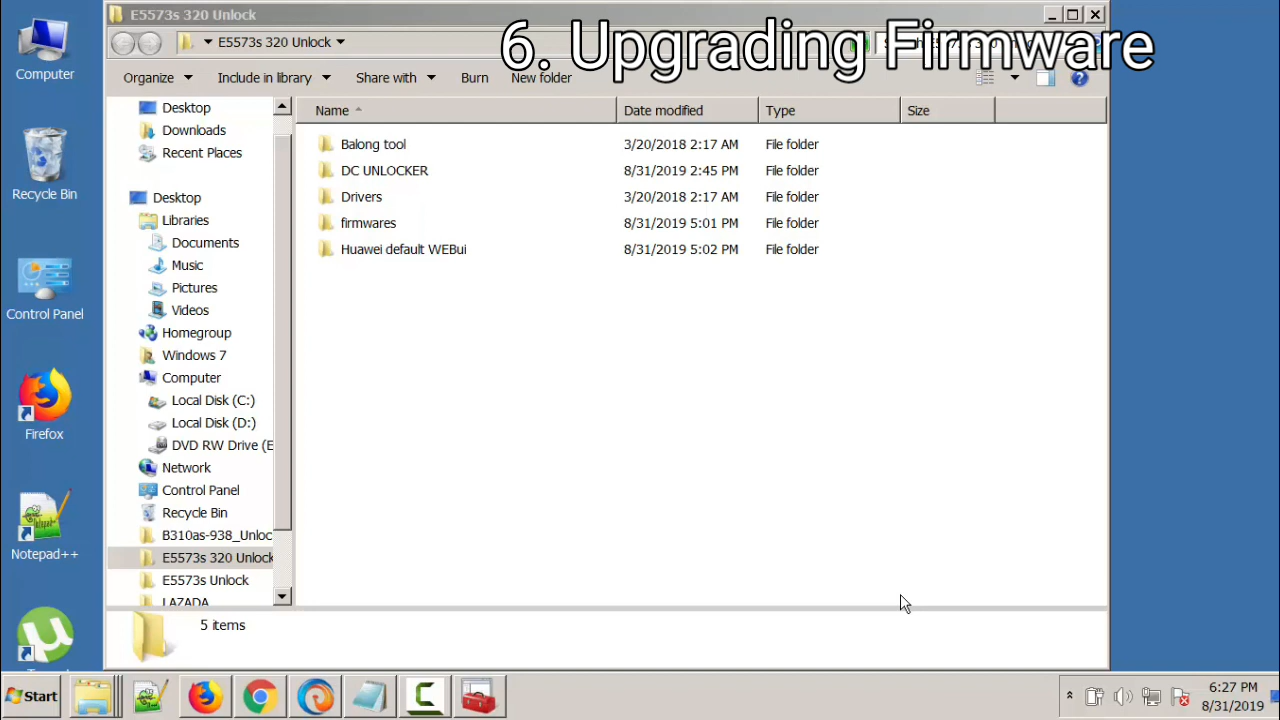 E5573s 320 Unlock
6. Upgrading Firmware
E5573s 320 Unlock
Organize
Include in library
Share with
Burn
New folder
Name
Date modified
Type
Size
Balong tool
3/20/2018 2:17 AM
File folder
DC UNLOCKER
8/31/2019 2:45 PM
File folder
Drivers
3/20/2018 2:17 AM
File folder
firmwares
8/31/2019 5:01 PM
File folder
Huawei default WEBui
8/31/2019 5:02 PM
File folder
Desktop
Downloads
Recent Places
Desktop
Libraries
Documents
Music
Pictures
Videos
Homegroup
Windows 7
Computer
Local Disk (C:)
Local Disk (D:)
DVD RW Drive (E
Network
Control Panel
Recycle Bin
B310as-938_Unloc
E5573s 320 Unlock
E5573s Unlock
LAZADA
5 items
Computer
Recycle Bin
Control Panel
Firefox
Notepad++
Start
6:27 PM
8/31/2019